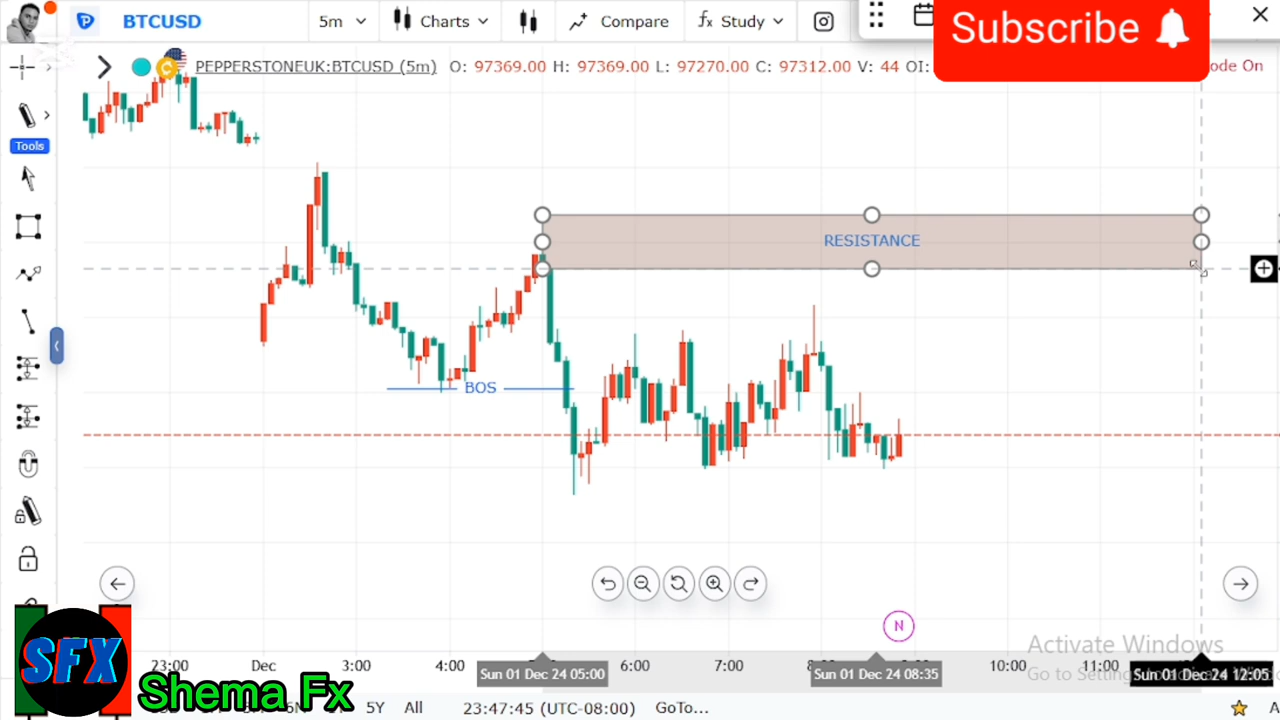 BTCUSD
5m
Charts
Compare
fx Study
Subscribe
PEPPERSTONEUK:BTCUSD (5m) O: 97369.00 H: 97369.00 L: 97270.00 C: 97312.00 V: 44 OI:
ode On
Tools
RESISTANCE
BOS
N
Activate Windows
23:00 Dec 3:00 4:00 6:00 7:00 10:00 11:00
Sun 01 Dec 24 05:00
Sun 01 Dec 24 08:35
Sun 01 Dec 24 12:05
SFX
Shema Fx
5Y All 23:47:45 (UTC-08:00) GoTo...